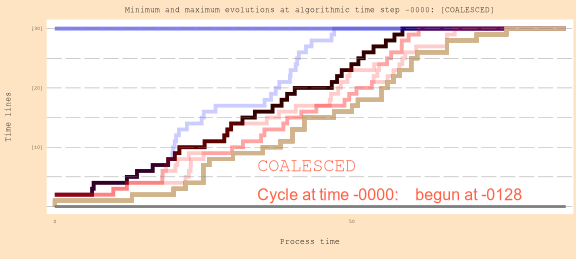 Minimum and maximum evolutions at algorithmic time step -0000: [COALESCED]
[30]
[20]
Time lines
[10]
COALESCED
Cycle at time -0000: begun at -0128
0 50
Process time